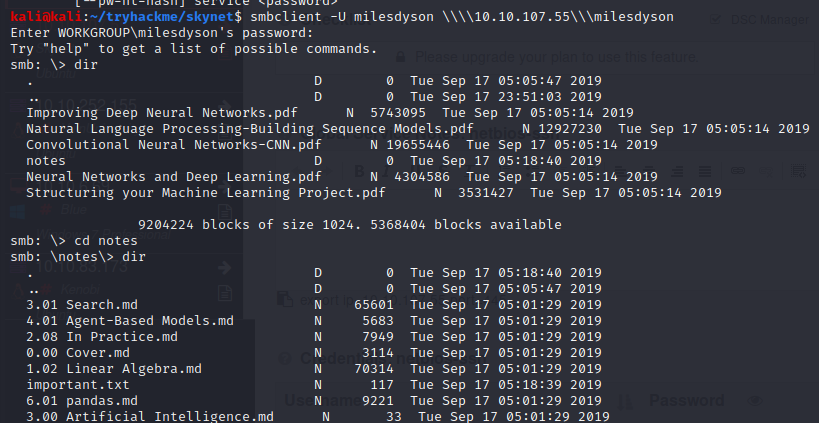 [--pw-nt-hash] service <password>
kali@kali:~/tryhackme/skynet$ smbclient -U milesdyson \\\\10.10.107.55\\\milesdyson
Enter WORKGROUP\milesdyson's password:
Try "help" to get a list of possible commands.
smb: \> dir
. D 0 Tue Sep 17 05:05:47 2019
.. D 0 Tue Sep 17 23:51:03 2019
Improving Deep Neural Networks.pdf N 5743095 Tue Sep 17 05:05:14 2019
Natural Language Processing-Building Sequence Models.pdf N 12927230 Tue Sep 17 05:05:14 2019
Convolutional Neural Networks-CNN.pdf N 19655446 Tue Sep 17 05:05:14 2019
notes D 0 Tue Sep 17 05:18:40 2019
Neural Networks and Deep Learning.pdf N 4304586 Tue Sep 17 05:05:14 2019
Structuring your Machine Learning Project.pdf N 3531427 Tue Sep 17 05:05:14 2019
9204224 blocks of size 1024. 5368404 blocks available
smb: \> cd notes
smb: \notes\> dir
. D 0 Tue Sep 17 05:18:40 2019
.. D 0 Tue Sep 17 05:05:47 2019
3.01 Search.md N 65601 Tue Sep 17 05:01:29 2019
4.01 Agent-Based Models.md N 5683 Tue Sep 17 05:01:29 2019
2.08 In Practice.md N 7949 Tue Sep 17 05:01:29 2019
0.00 Cover.md N 3114 Tue Sep 17 05:01:29 2019
1.02 Linear Algebra.md N 70314 Tue Sep 17 05:01:29 2019
important.txt N 117 Tue Sep 17 05:18:39 2019
6.01 pandas.md N 9221 Tue Sep 17 05:01:29 2019
3.00 Artificial Intelligence.md N 33 Tue Sep 17 05:01:29 2019
DSC Manager
Please upgrade your plan to use this feature
Username
Password